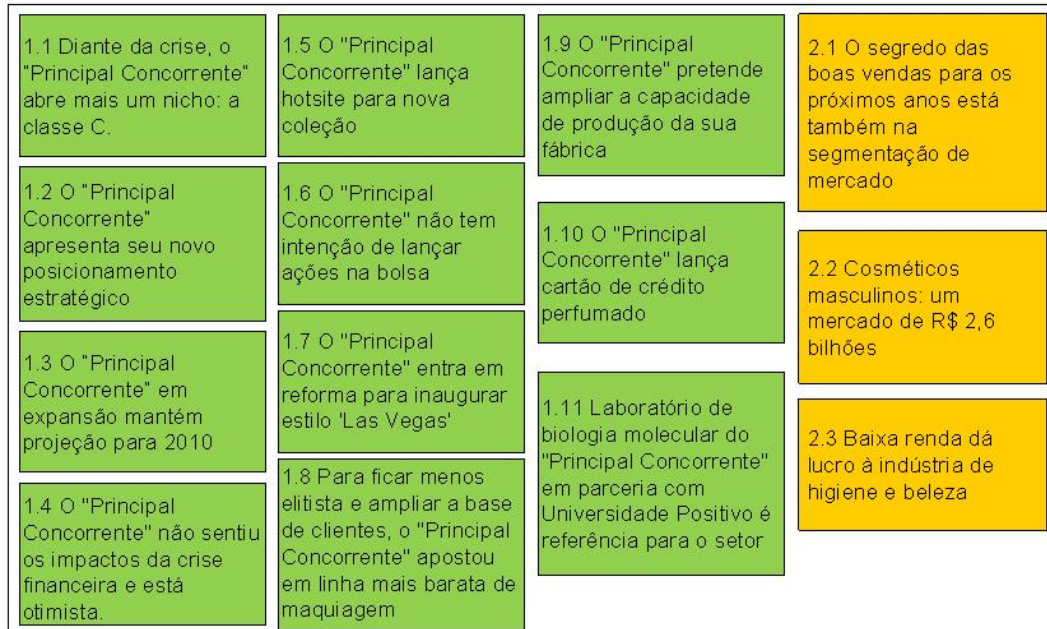 1.1 Diante da crise, o
"Principal Concorrente"
abre mais um nicho: a
classe C.
1.2 O "Principal
Concorrente"
apresenta seu novo
posicionamento
estratégico
1.3 O "Principal
Concorrente" em
expansão mantém
projeção para 2010
1.4 O "Principal
Concorrente" não sentiu
os impactos da crise
financeira e está
otimista.
1.5 O "Principal
Concorrente" lança
hotsite para nova
coleção
1.6 O "Principal
Concorrente" não tem
intenção de lançar
ações na bolsa
1.7 O "Principal
Concorrente" entra em
reforma para inaugurar
estilo 'Las Vegas'
1.8 Para ficar menos
elitista e ampliar a base
de clientes, o "Principal
Concorrente" apostou
em linha mais barata de
maquiagem
1.9 O "Principal
Concorrente" pretende
ampliar a capacidade
de produção da sua
fábrica
1.10 O "Principal
Concorrente" lança
cartão de crédito
perfumado
1.11 Laboratório de
biologia molecular do
"Principal Concorrente"
em parceria com
Universidade Positivo é
referência para o setor
2.1 O segredo das
boas vendas para os
próximos anos está
também na
segmentação de
mercado
2.2 Cosméticos
masculinos: um
mercado de R$ 2,6
bilhões
2.3 Baixa renda dá
lucro à indústria de
higiene e beleza